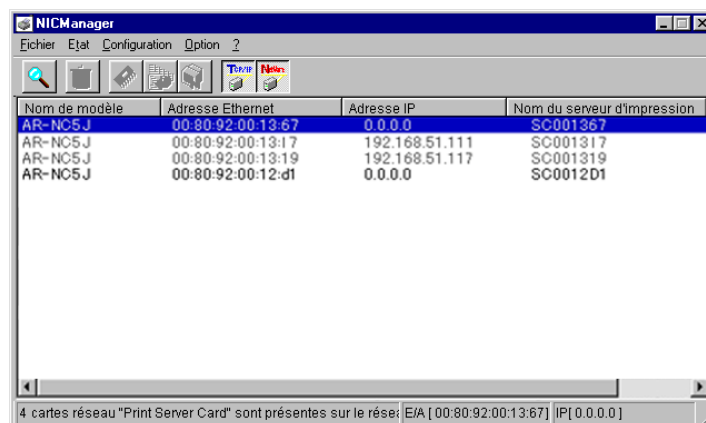 NICManager
Fichier Etat Configuration Option ?
TCP/IP
Nom de modèle Adresse Ethernet Adresse IP Nom du serveur d'impression
AR-NC5J 00:80:92:00:13:67 0.0.0.0 SC001367
AR-NC5J 00:80:92:00:13:17 192.168.51.111 SC001317
AR-NC5J 00:80:92:00:13:19 192.168.51.117 SC001319
AR-NC5J 00:80:92:00:12:d1 0.0.0.0 SC0012D1
4 cartes réseau "Print Server Card" sont présentes sur le rése E/A [ 00:80:92:00:13:67] IP[ 0.0.0.0 ]